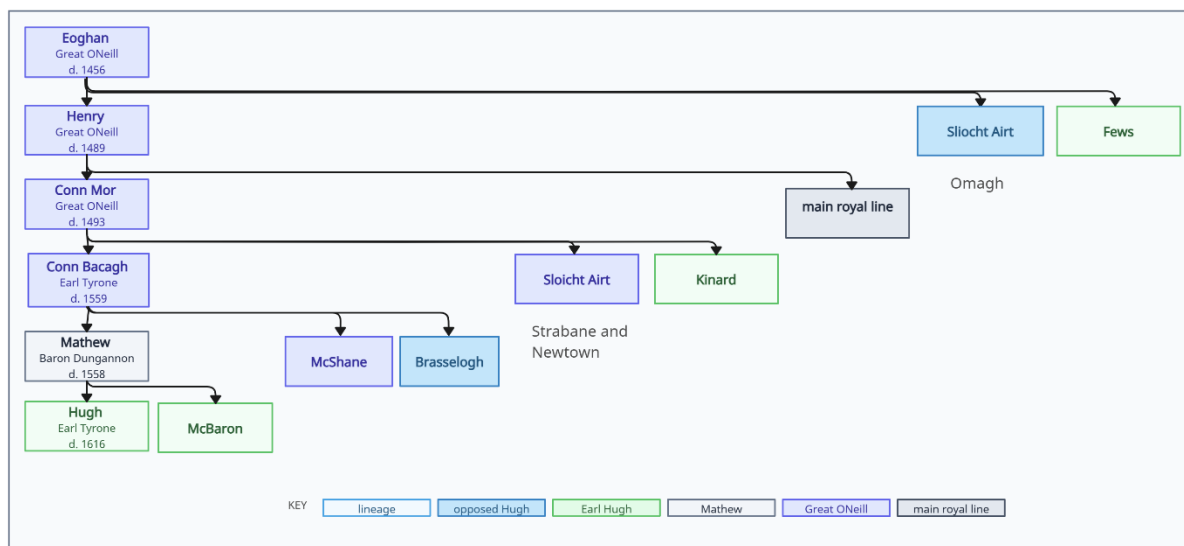 Eoghan
Great ONeill
d. 1456
Henry
Great ONeill
d. 1489
Sliocht Airt
Fews
Omagh
Conn Mor
Great ONeill
d. 1493
main royal line
Conn Bacagh
Earl Tyrone
d. 1559
Sloicht Airt
Kinard
Strabane and
Newtown
Mathew
Baron Dungannon
d. 1558
McShane
Brasselogh
Hugh
Earl Tyrone
d. 1616
McBaron
KEY
lineage
opposed Hugh
Earl Hugh
Mathew
Great ONeill
main royal line